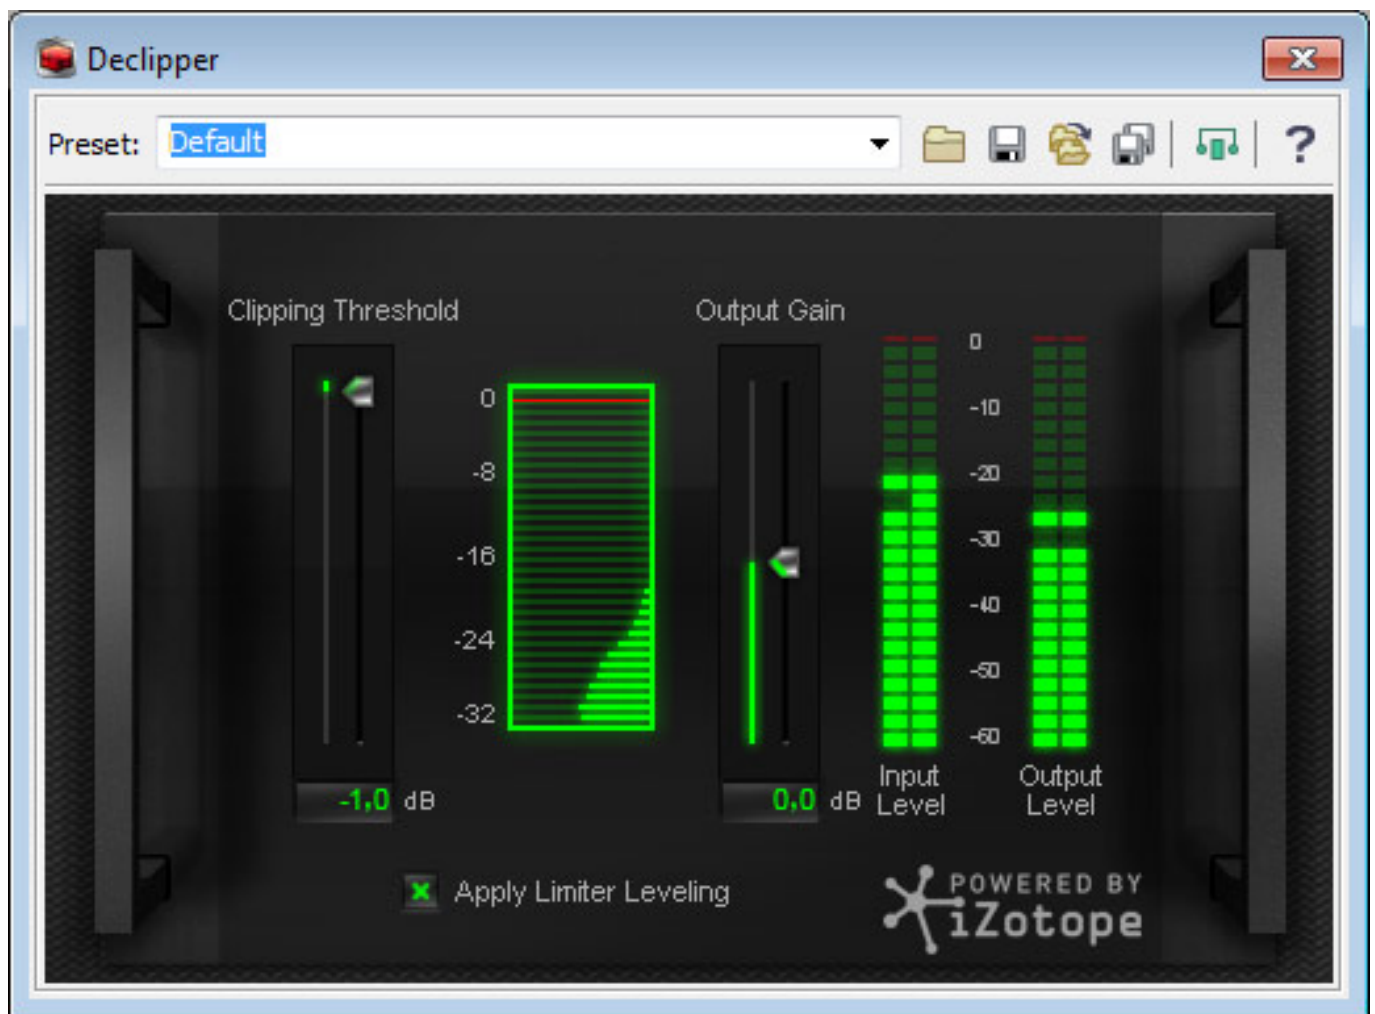 Declipper
Preset: Default
?
Clipping Threshold
Output Gain
0
-8
-16
-24
-32
0
-10
-20
-30
-40
-50
-60
-1,0 dB
0,0 dB
Input Level
Output Level
Apply Limiter Leveling
POWERED BY
iZotope